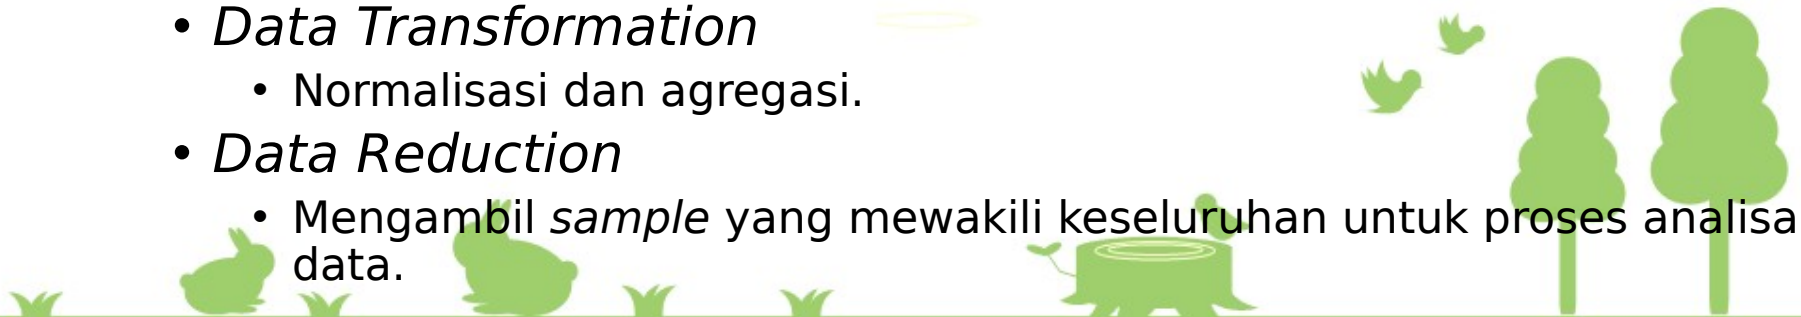 • Data Transformation
• Normalisasi dan agregasi.
• Data Reduction
• Mengambil sample yang mewakili keseluruhan untuk proses analisa
data.